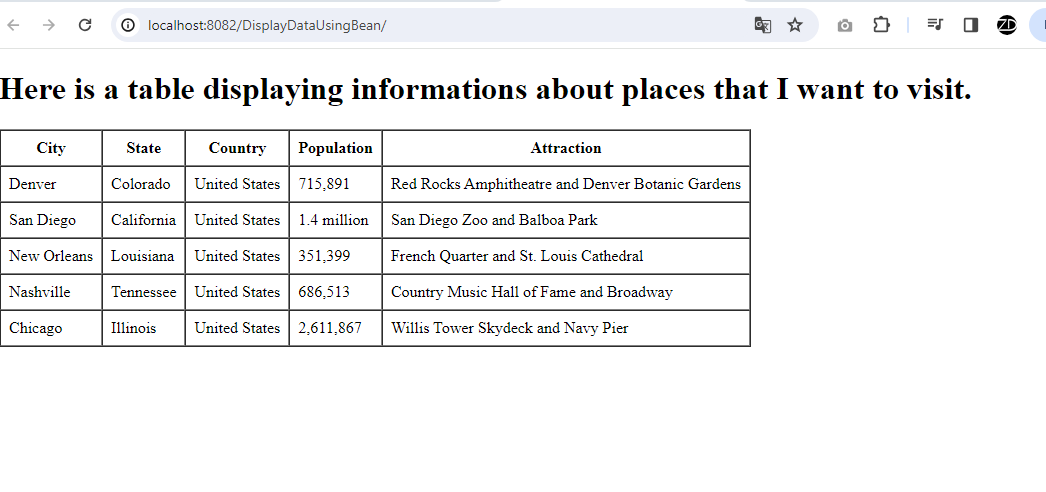 localhost:8082/DisplayDataUsingBean/
ZD
Here is a table displaying informations about places that I want to visit.
City State Country Population Attraction
Denver Colorado United States 715,891 Red Rocks Amphitheatre and Denver Botanic Gardens
San Diego California United States 1.4 million San Diego Zoo and Balboa Park
New Orleans Louisiana United States 351,399 French Quarter and St. Louis Cathedral
Nashville Tennessee United States 686,513 Country Music Hall of Fame and Broadway
Chicago Illinois United States 2,611,867 Willis Tower Skydeck and Navy Pier